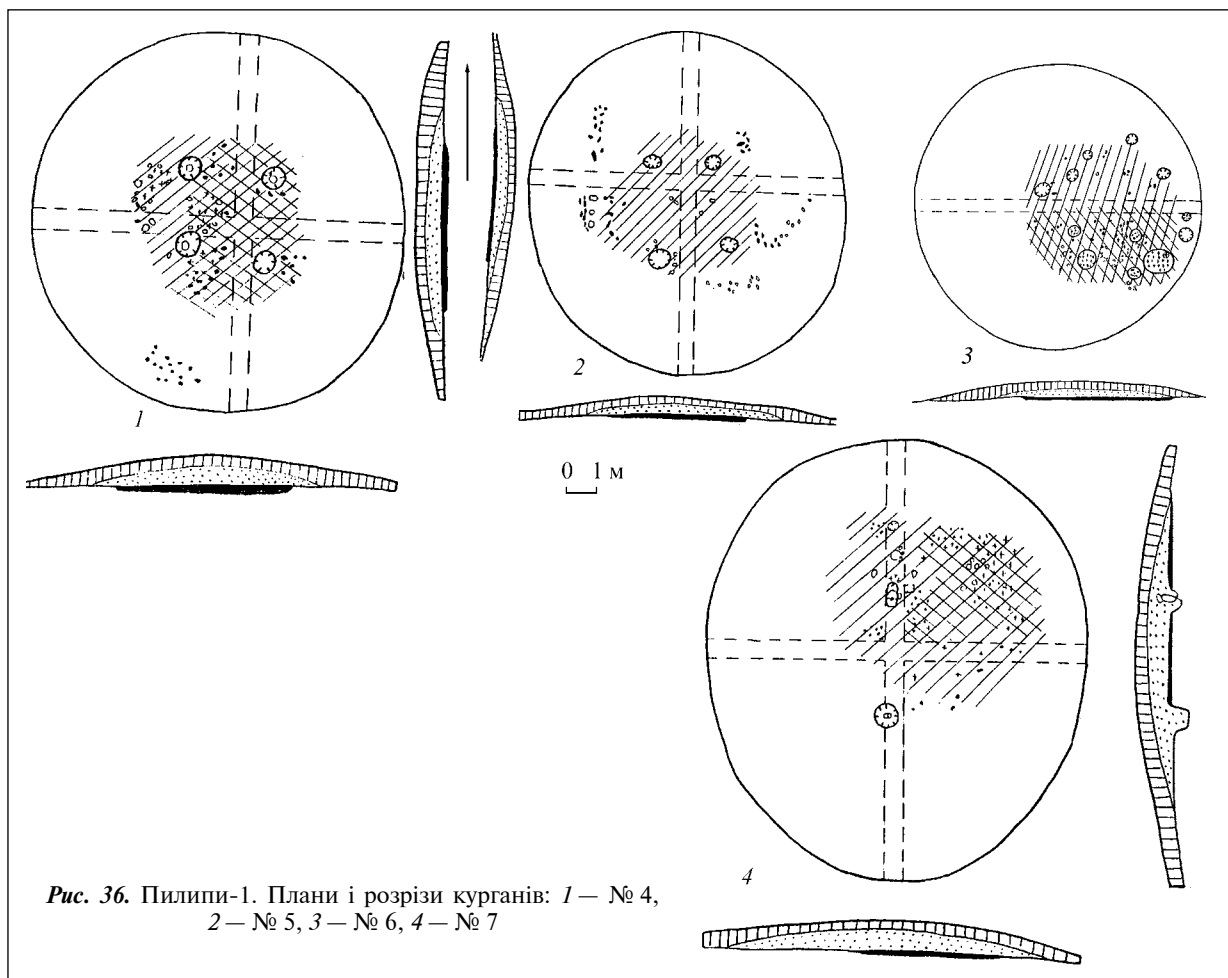 1
2
3
0 1 м
4
Рис. 36. Пилипи-1. Плани і розрізи курганів: 1 — № 4,
2 — № 5, 3 — № 6, 4 — № 7